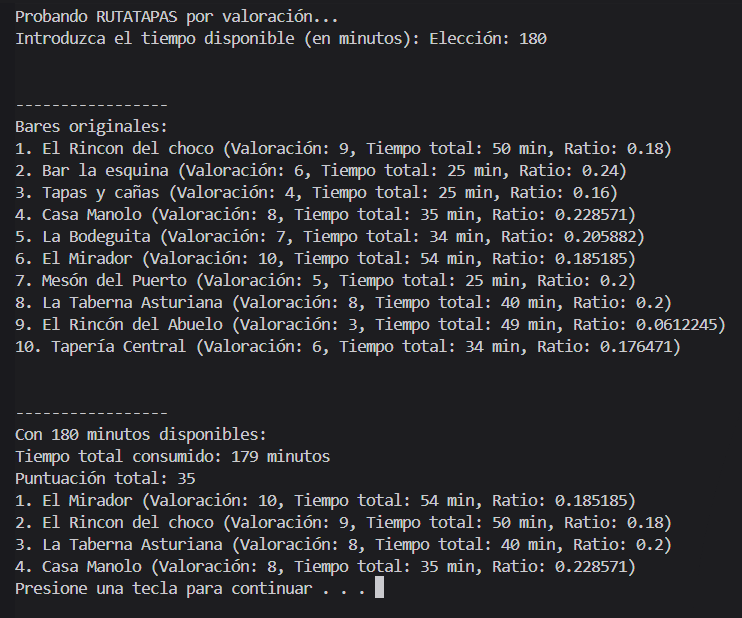 Probando RUTATAPAS por valoración...
Introduzca el tiempo disponible (en minutos): Elección: 180
-----------------
Bares originales:
1. El Rincon del choco (Valoración: 9, Tiempo total: 50 min, Ratio: 0.18)
2. Bar la esquina (Valoración: 6, Tiempo total: 25 min, Ratio: 0.24)
3. Tapas y cañas (Valoración: 4, Tiempo total: 25 min, Ratio: 0.16)
4. Casa Manolo (Valoración: 8, Tiempo total: 35 min, Ratio: 0.228571)
5. La Bodeguita (Valoración: 7, Tiempo total: 34 min, Ratio: 0.205882)
6. El Mirador (Valoración: 10, Tiempo total: 54 min, Ratio: 0.185185)
7. Mesón del Puerto (Valoración: 5, Tiempo total: 25 min, Ratio: 0.2)
8. La Taberna Asturiana (Valoración: 8, Tiempo total: 40 min, Ratio: 0.2)
9. El Rincón del Abuelo (Valoración: 3, Tiempo total: 49 min, Ratio: 0.0612245)
10. Tapería Central (Valoración: 6, Tiempo total: 34 min, Ratio: 0.176471)
-----------------
Con 180 minutos disponibles:
Tiempo total consumido: 179 minutos
Puntuación total: 35
1. El Mirador (Valoración: 10, Tiempo total: 54 min, Ratio: 0.185185)
2. El Rincon del choco (Valoración: 9, Tiempo total: 50 min, Ratio: 0.18)
3. La Taberna Asturiana (Valoración: 8, Tiempo total: 40 min, Ratio: 0.2)
4. Casa Manolo (Valoración: 8, Tiempo total: 35 min, Ratio: 0.228571)
Presione una tecla para continuar . . .